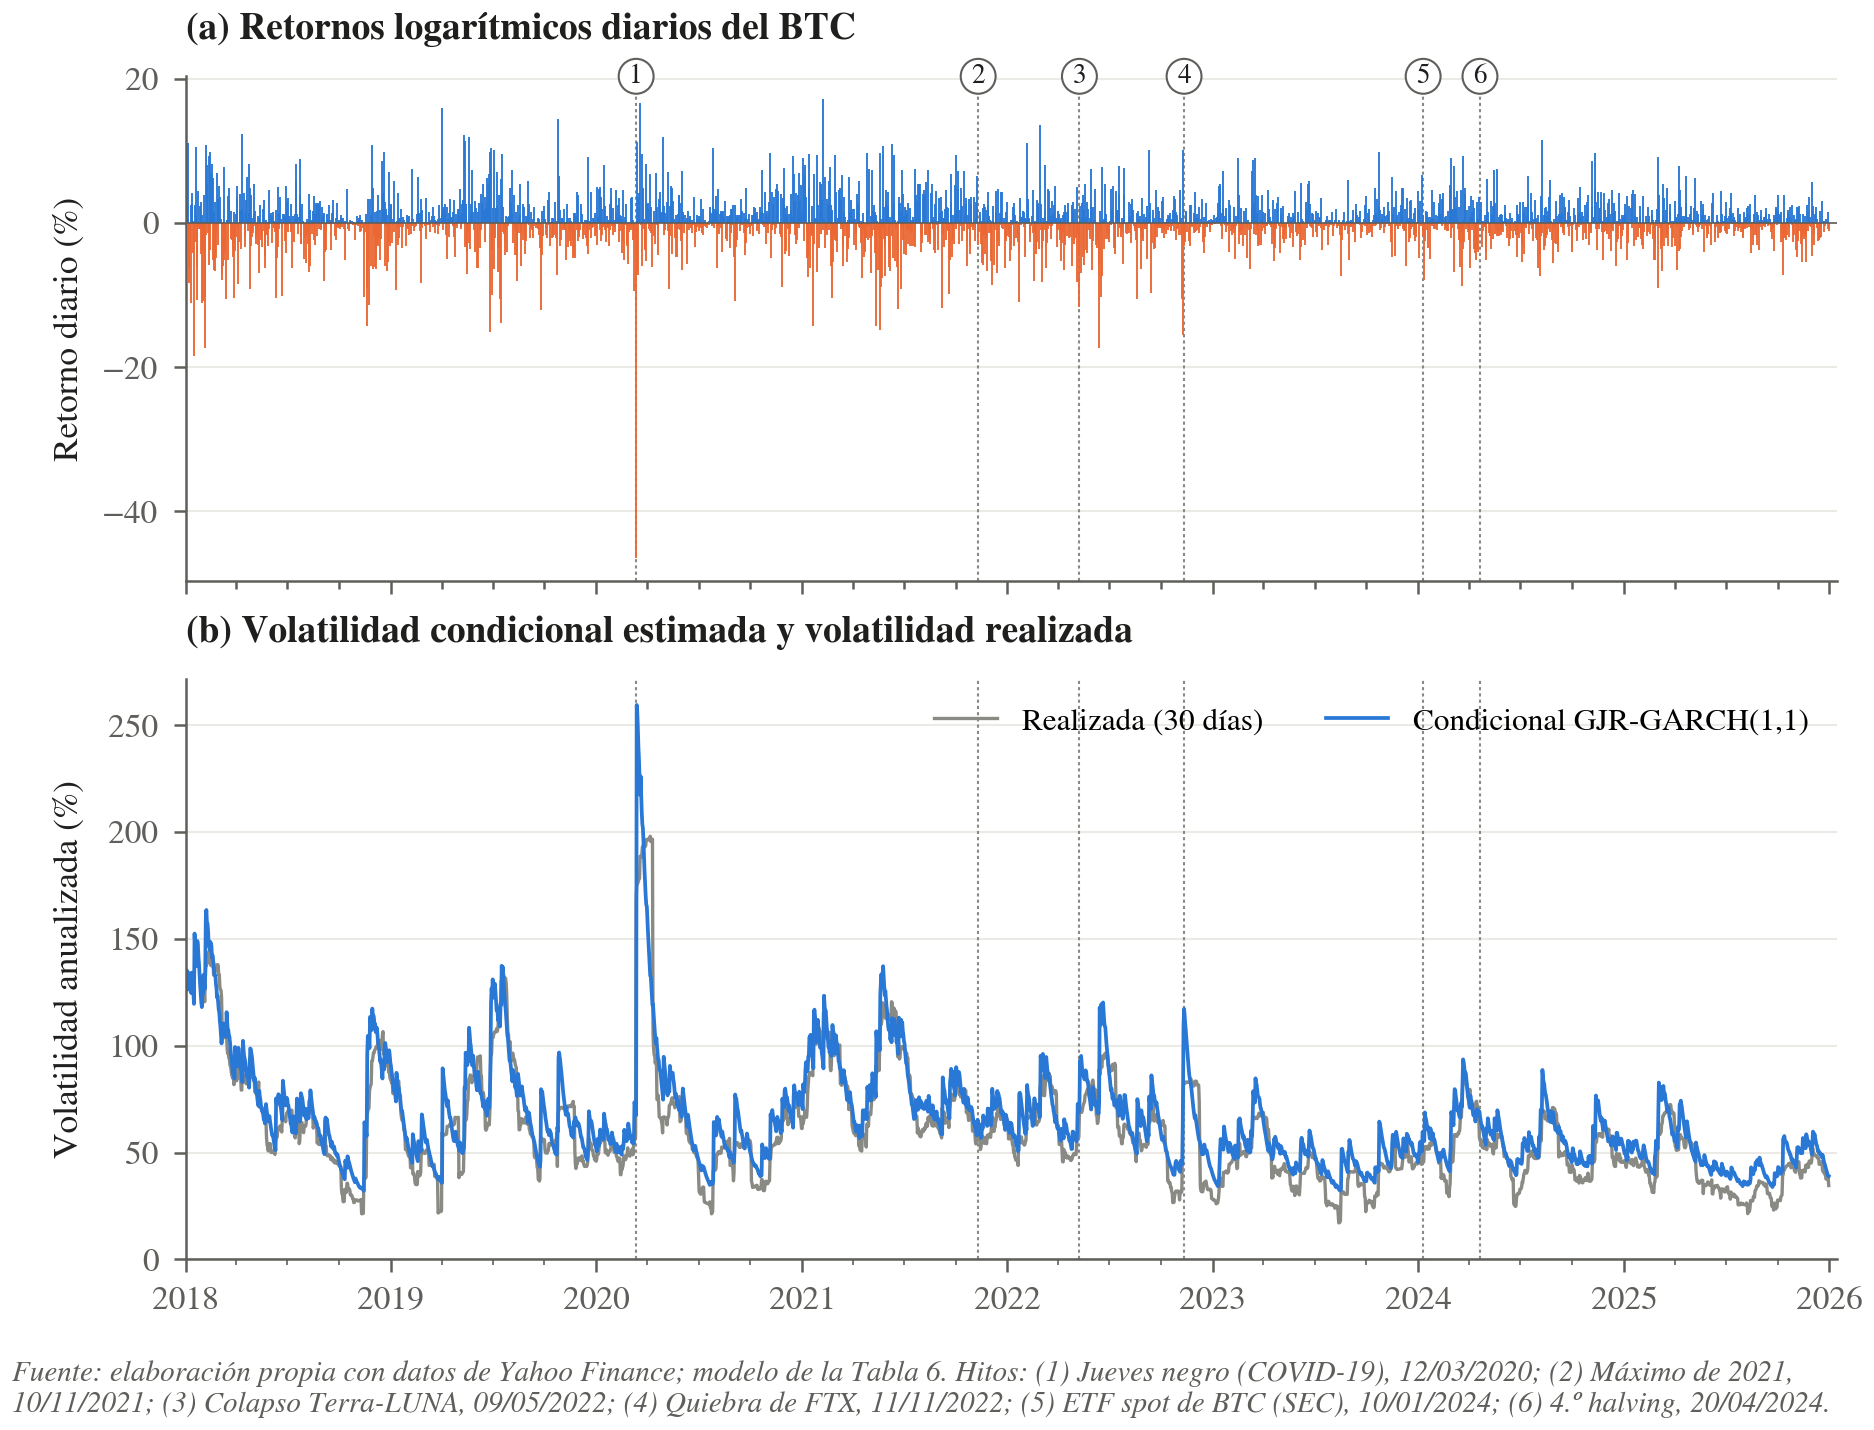 (a) Retornos logarítmicos diarios del BTC
1 2 3 4 5 6
20
0
−20
−40
Retorno diario (%)
(b) Volatilidad condicional estimada y volatilidad realizada
Realizada (30 días) Condicional GJR-GARCH(1,1)
250
200
150
100
50
0
Volatilidad anualizada (%)
2018 2019 2020 2021 2022 2023 2024 2025 2026
Fuente: elaboración propia con datos de Yahoo Finance; modelo de la Tabla 6. Hitos: (1) Jueves negro (COVID-19), 12/03/2020; (2) Máximo de 2021,
10/11/2021; (3) Colapso Terra-LUNA, 09/05/2022; (4) Quiebra de FTX, 11/11/2022; (5) ETF spot de BTC (SEC), 10/01/2024; (6) 4.º halving, 20/04/2024.